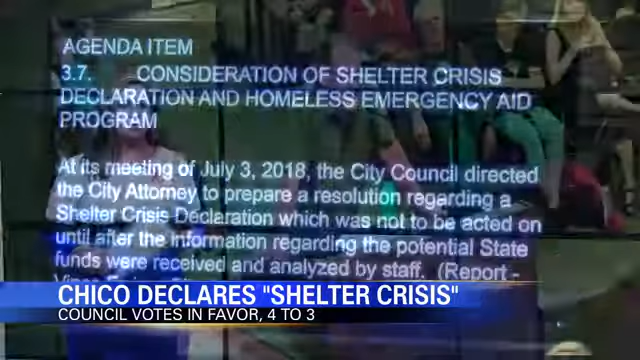 AGENDA ITEM
3.7. CONSIDERATION OF SHELTER CRISIS
DECLARATION AND HOMELESS EMERGENCY AID
PROGRAM
At its meeting of July 3, 2018, the City Council directed
the City Attorney to prepare a resolution regarding a
Shelter Crisis Declaration which was not to be acted on
until after the information regarding the potential State
funds were received and analyzed by staff. (Report -
CHICO DECLARES "SHELTER CRISIS"
COUNCIL VOTES IN FAVOR, 4 TO 3